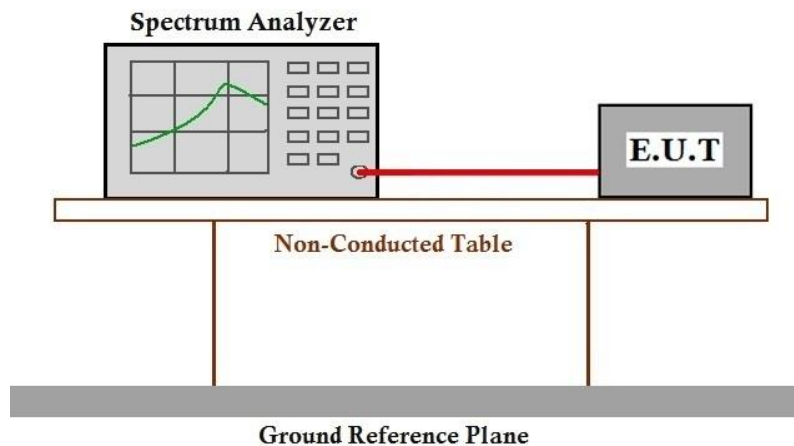 Spectrum Analyzer
E.U.T
Non-Conducted Table
Ground Reference Plane